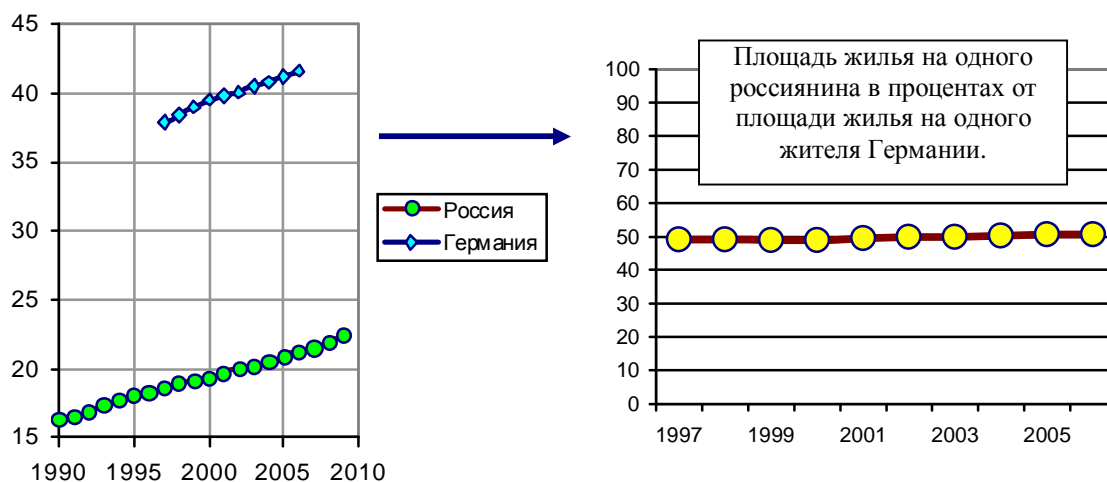 45
40
35
30
25
20
15
1990 1995 2000 2005 2010
Россия
Германия
Площадь жилья на одного
россиянина в процентах от
площади жилья на одного
жителя Германии.
100
90
80
70
60
50
40
30
20
10
0
1997 1999 2001 2003 2005